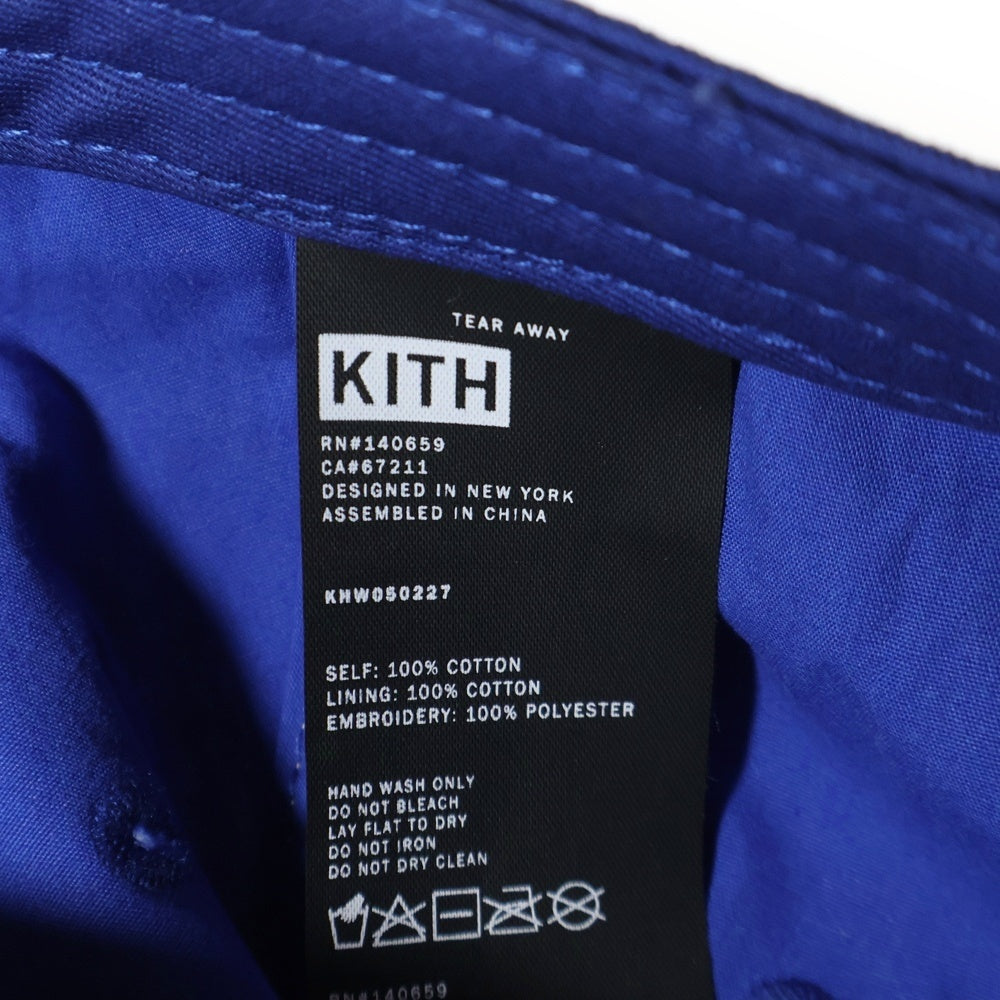 TEAR AWAY
KITH
RN#140659
CA#67211
DESIGNED IN NEW YORK
ASSEMBLED IN CHINA
KHW050227
SELF: 100% COTTON
LINING: 100% COTTON
EMBROIDERY: 100% POLYESTER
HAND WASH ONLY
DO NOT BLEACH
LAY FLAT TO DRY
DO NOT IRON
DO NOT DRY CLEAN
RN#140659